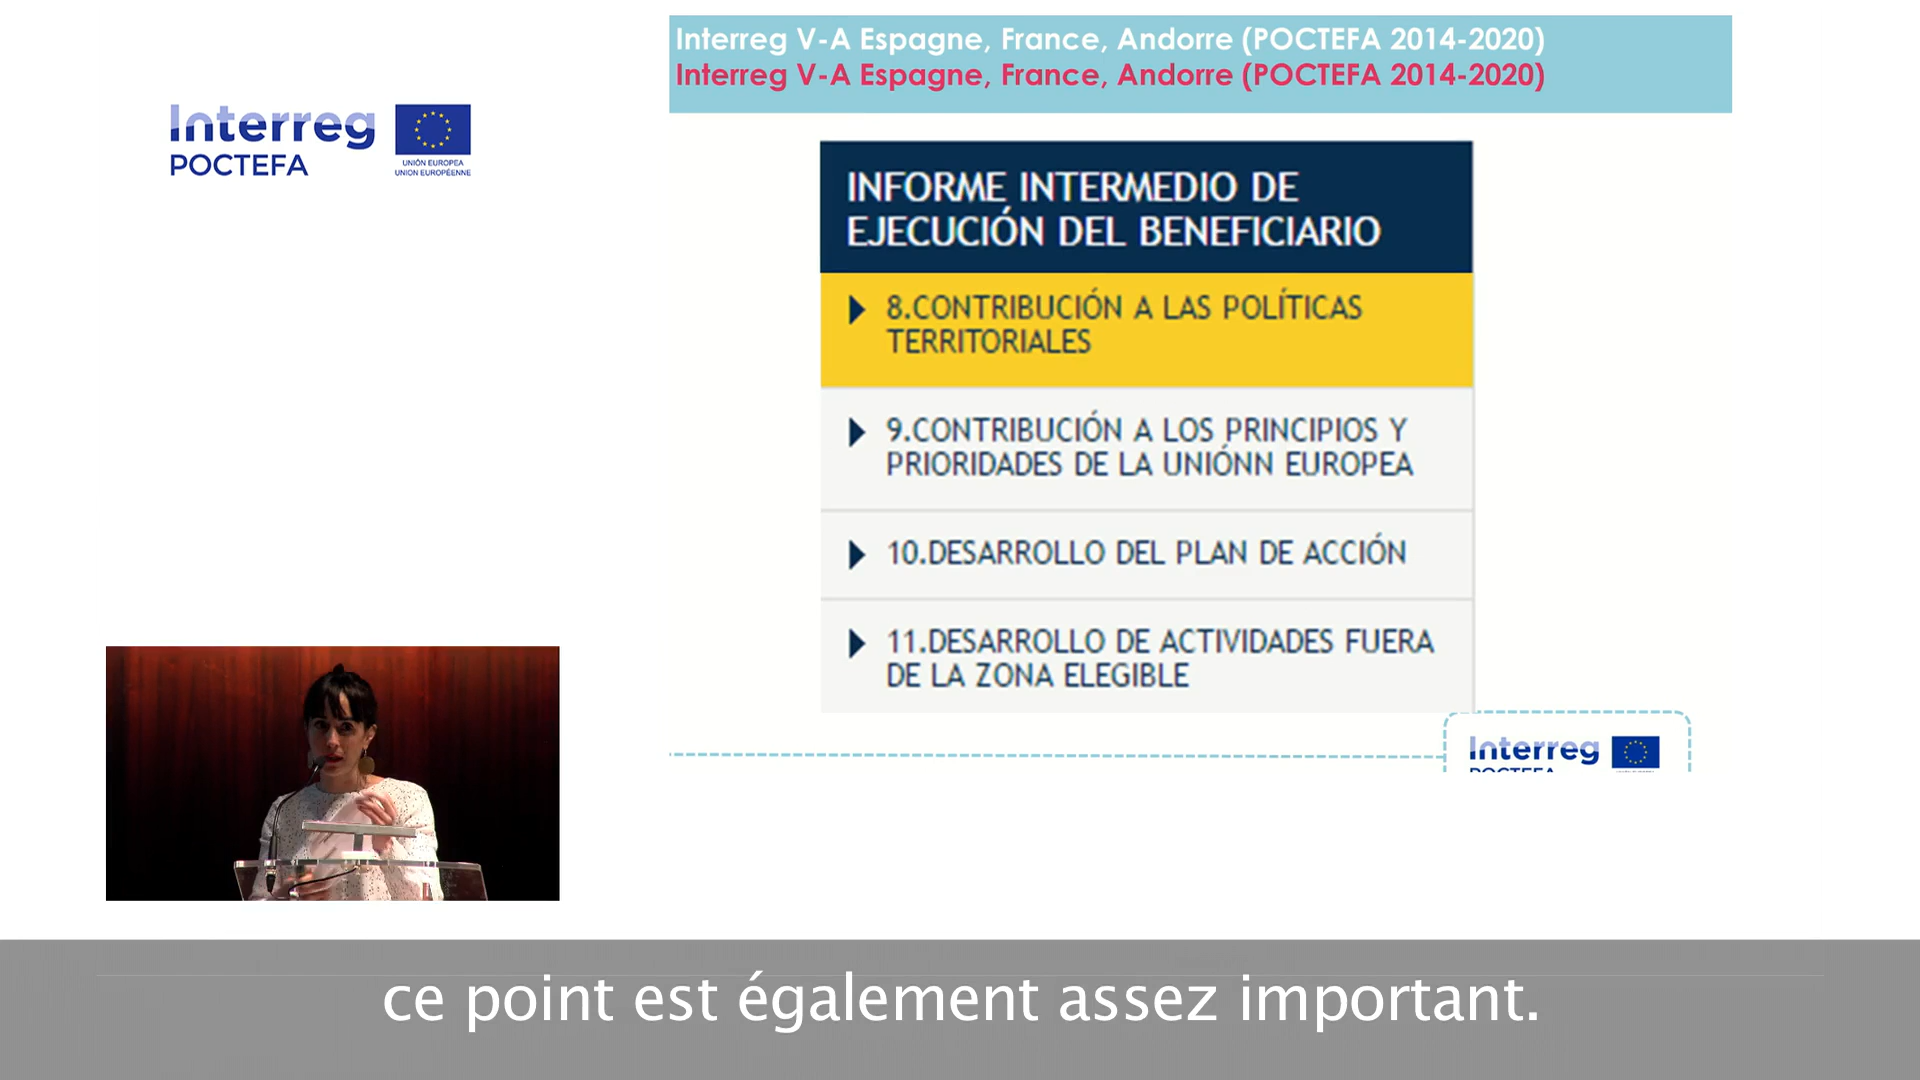 Interreg V-A Espagne, France, Andorre (POCTEFA 2014-2020)
Interreg V-A Espagne, France, Andorre (POCTEFA 2014-2020)
Interreg
POCTEFA
UNIÓN EUROPEA
UNION EUROPÉENNE
INFORME INTERMEDIO DE
EJECUCIÓN DEL BENEFICIARIO
8.CONTRIBUCIÓN A LAS POLÍTICAS
TERRITORIALES
9.CONTRIBUCIÓN A LOS PRINCIPIOS Y
PRIORIDADES DE LA UNIÓNN EUROPEA
10.DESARROLLO DEL PLAN DE ACCIÓN
11.DESARROLLO DE ACTIVIDADES FUERA
DE LA ZONA ELEGIBLE
Interreg
POCTEFA
ce point est également assez important.